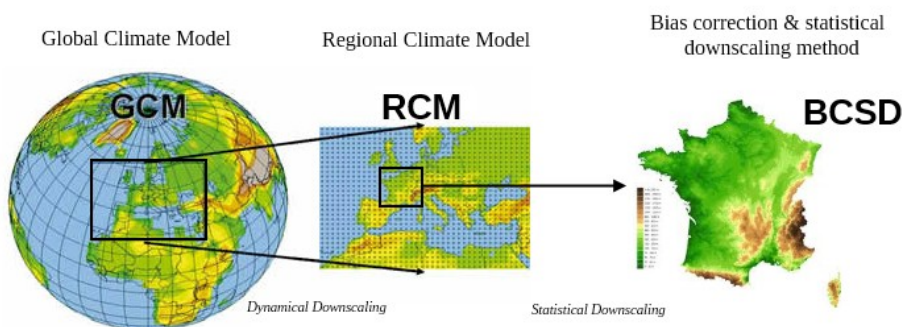 Global Climate Model
Regional Climate Model
Bias correction & statistical
downscaling method
GCM
RCM
BCSD
Dynamical Downscaling
Statistical Downscaling